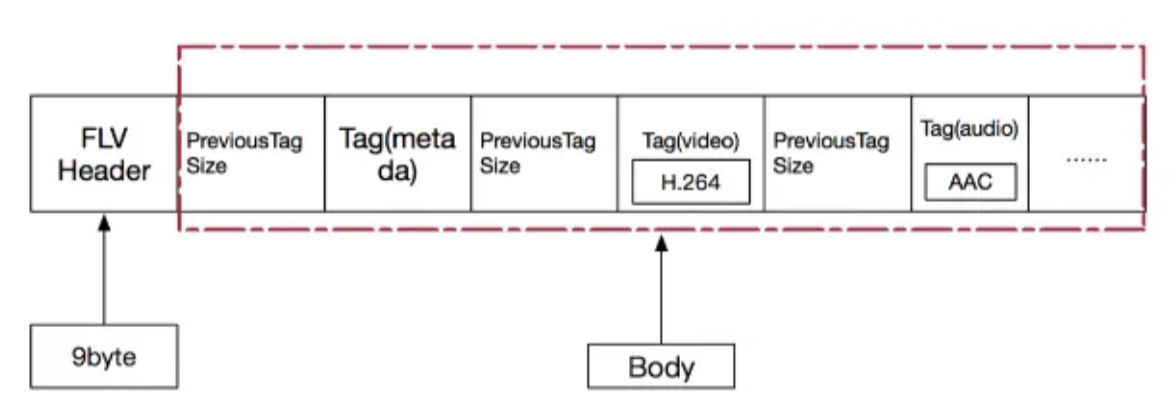 FLV
Header
PreviousTag
Size
Tag(meta
da)
PreviousTag
Size
Tag(video)
H.264
PreviousTag
Size
Tag(audio)
AAC
......
9byte
Body